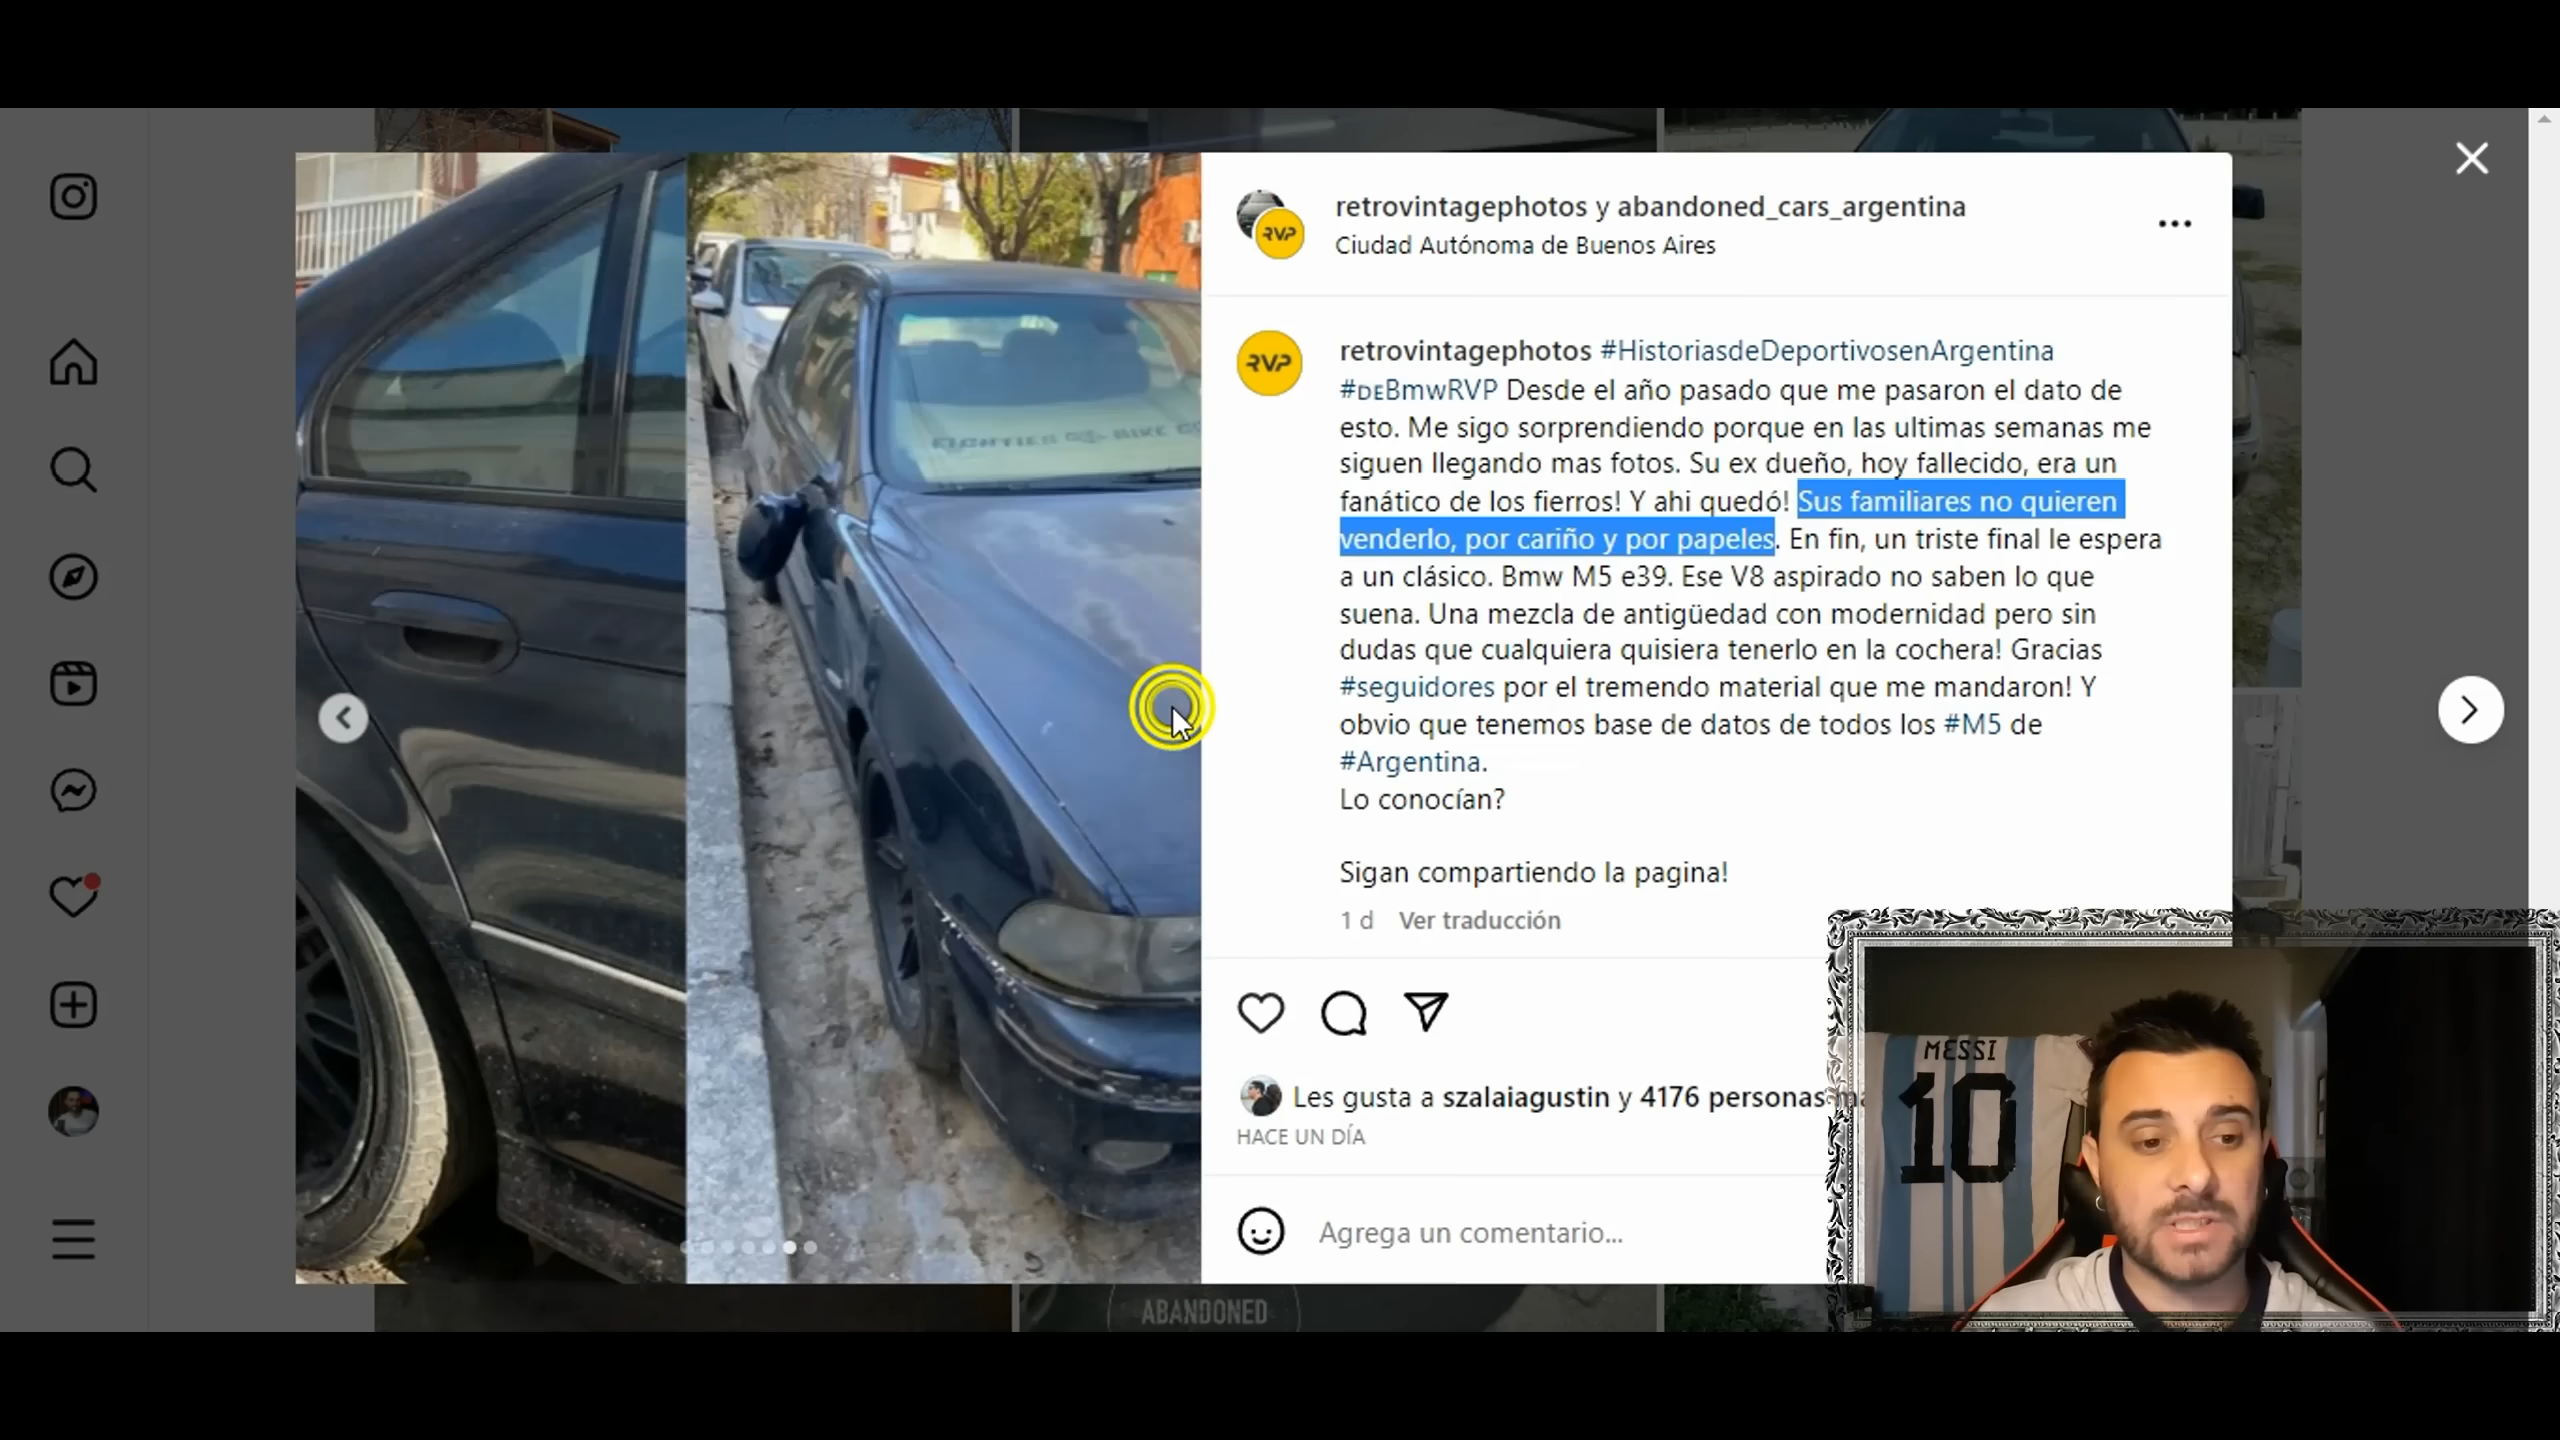 retrovintagephotos y abandoned_cars_argentina
RVP
Ciudad Autónoma de Buenos Aires
RVP
retrovintagephotos #HistoriasdeDeportivosenArgentina
#ᴅᴇBmwRVP Desde el año pasado que me pasaron el dato de
esto. Me sigo sorprendiendo porque en las ultimas semanas me
siguen llegando mas fotos. Su ex dueño, hoy fallecido, era un
fanático de los fierros! Y ahi quedó! Sus familiares no quieren
venderlo, por cariño y por papeles. En fin, un triste final le espera
a un clásico. Bmw M5 e39. Ese V8 aspirado no saben lo que
suena. Una mezcla de antigüedad con modernidad pero sin
dudas que cualquiera quisiera tenerlo en la cochera! Gracias
#seguidores por el tremendo material que me mandaron! Y
obvio que tenemos base de datos de todos los #M5 de
#Argentina.
Lo conocían?
Sigan compartiendo la pagina!
1 d Ver traducción
Les gusta a szalaiagustin y 4176 personas
HACE UN DÍA
Agrega un comentario...
MESSI
10
ABANDONED